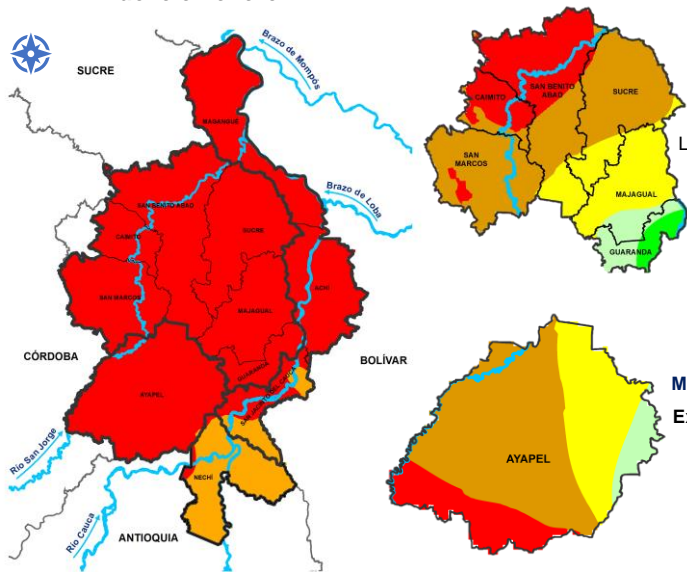 SUCRE
Brazo de Mompós
MAGANGUÉ
Brazo de Loba
SAN BENITO ABAD
CAIMITO
SUCRE
SAN MARCOS
MAJAGUAL
ACHÍ
GUARANDA
CÓRDOBA
BOLÍVAR
AYAPEL
Río San Jorge
NECHÍ
Río Cauca
ANTIOQUIA
CAIMITO
SAN BENITO
ABAD
SUCRE
SAN
MARCOS
L
MAJAGUAL
GUARANDA
M
AYAPEL